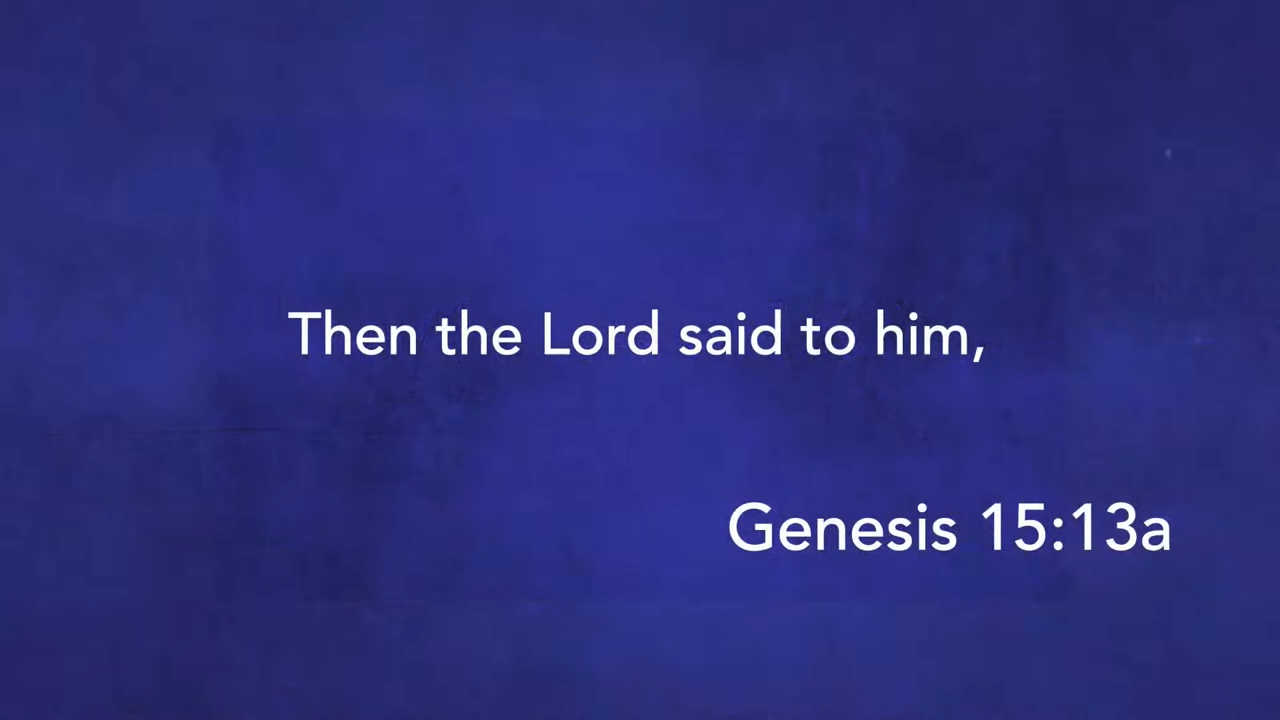 Then the Lord said to him,
Genesis 15:13a